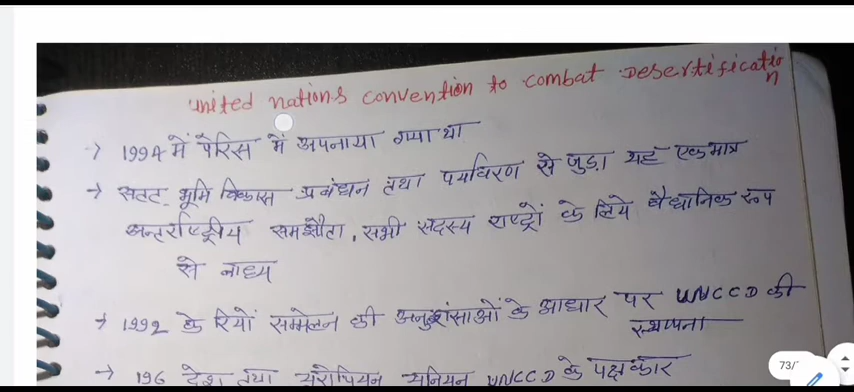 united nations convention to combat Desertification
→ 1994 में पेरिस में अपनाया गया था
→ सतत भूमि विकास प्रबंधन तथा पर्यावरण से जुड़ा यह एकमात्र
अन्तर्राष्ट्रीय समझौता, सभी सदस्य राष्ट्रों के लिये वैधानिक रूप
से बाध्य
→ 1992 के रियों सम्मेलन की अनुशंसाओं के आधार पर UNCCD की
स्थापना
→ 196 देश तथा यूरोपियन यूनियन UNCCD के पक्षकार
73/